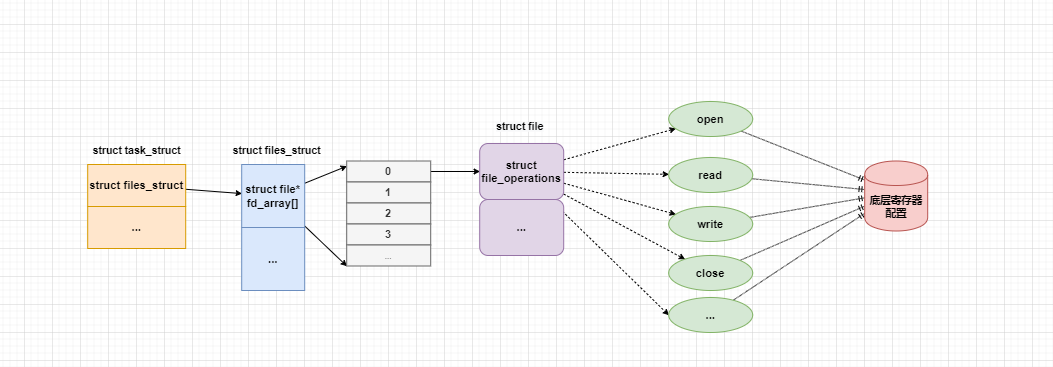 struct task_struct
struct files_struct
...
struct files_struct
struct file*
fd_array[]
...
0
1
2
3
...
struct file
struct
file_operations
...
open
read
write
close
...
底层寄存器
配置